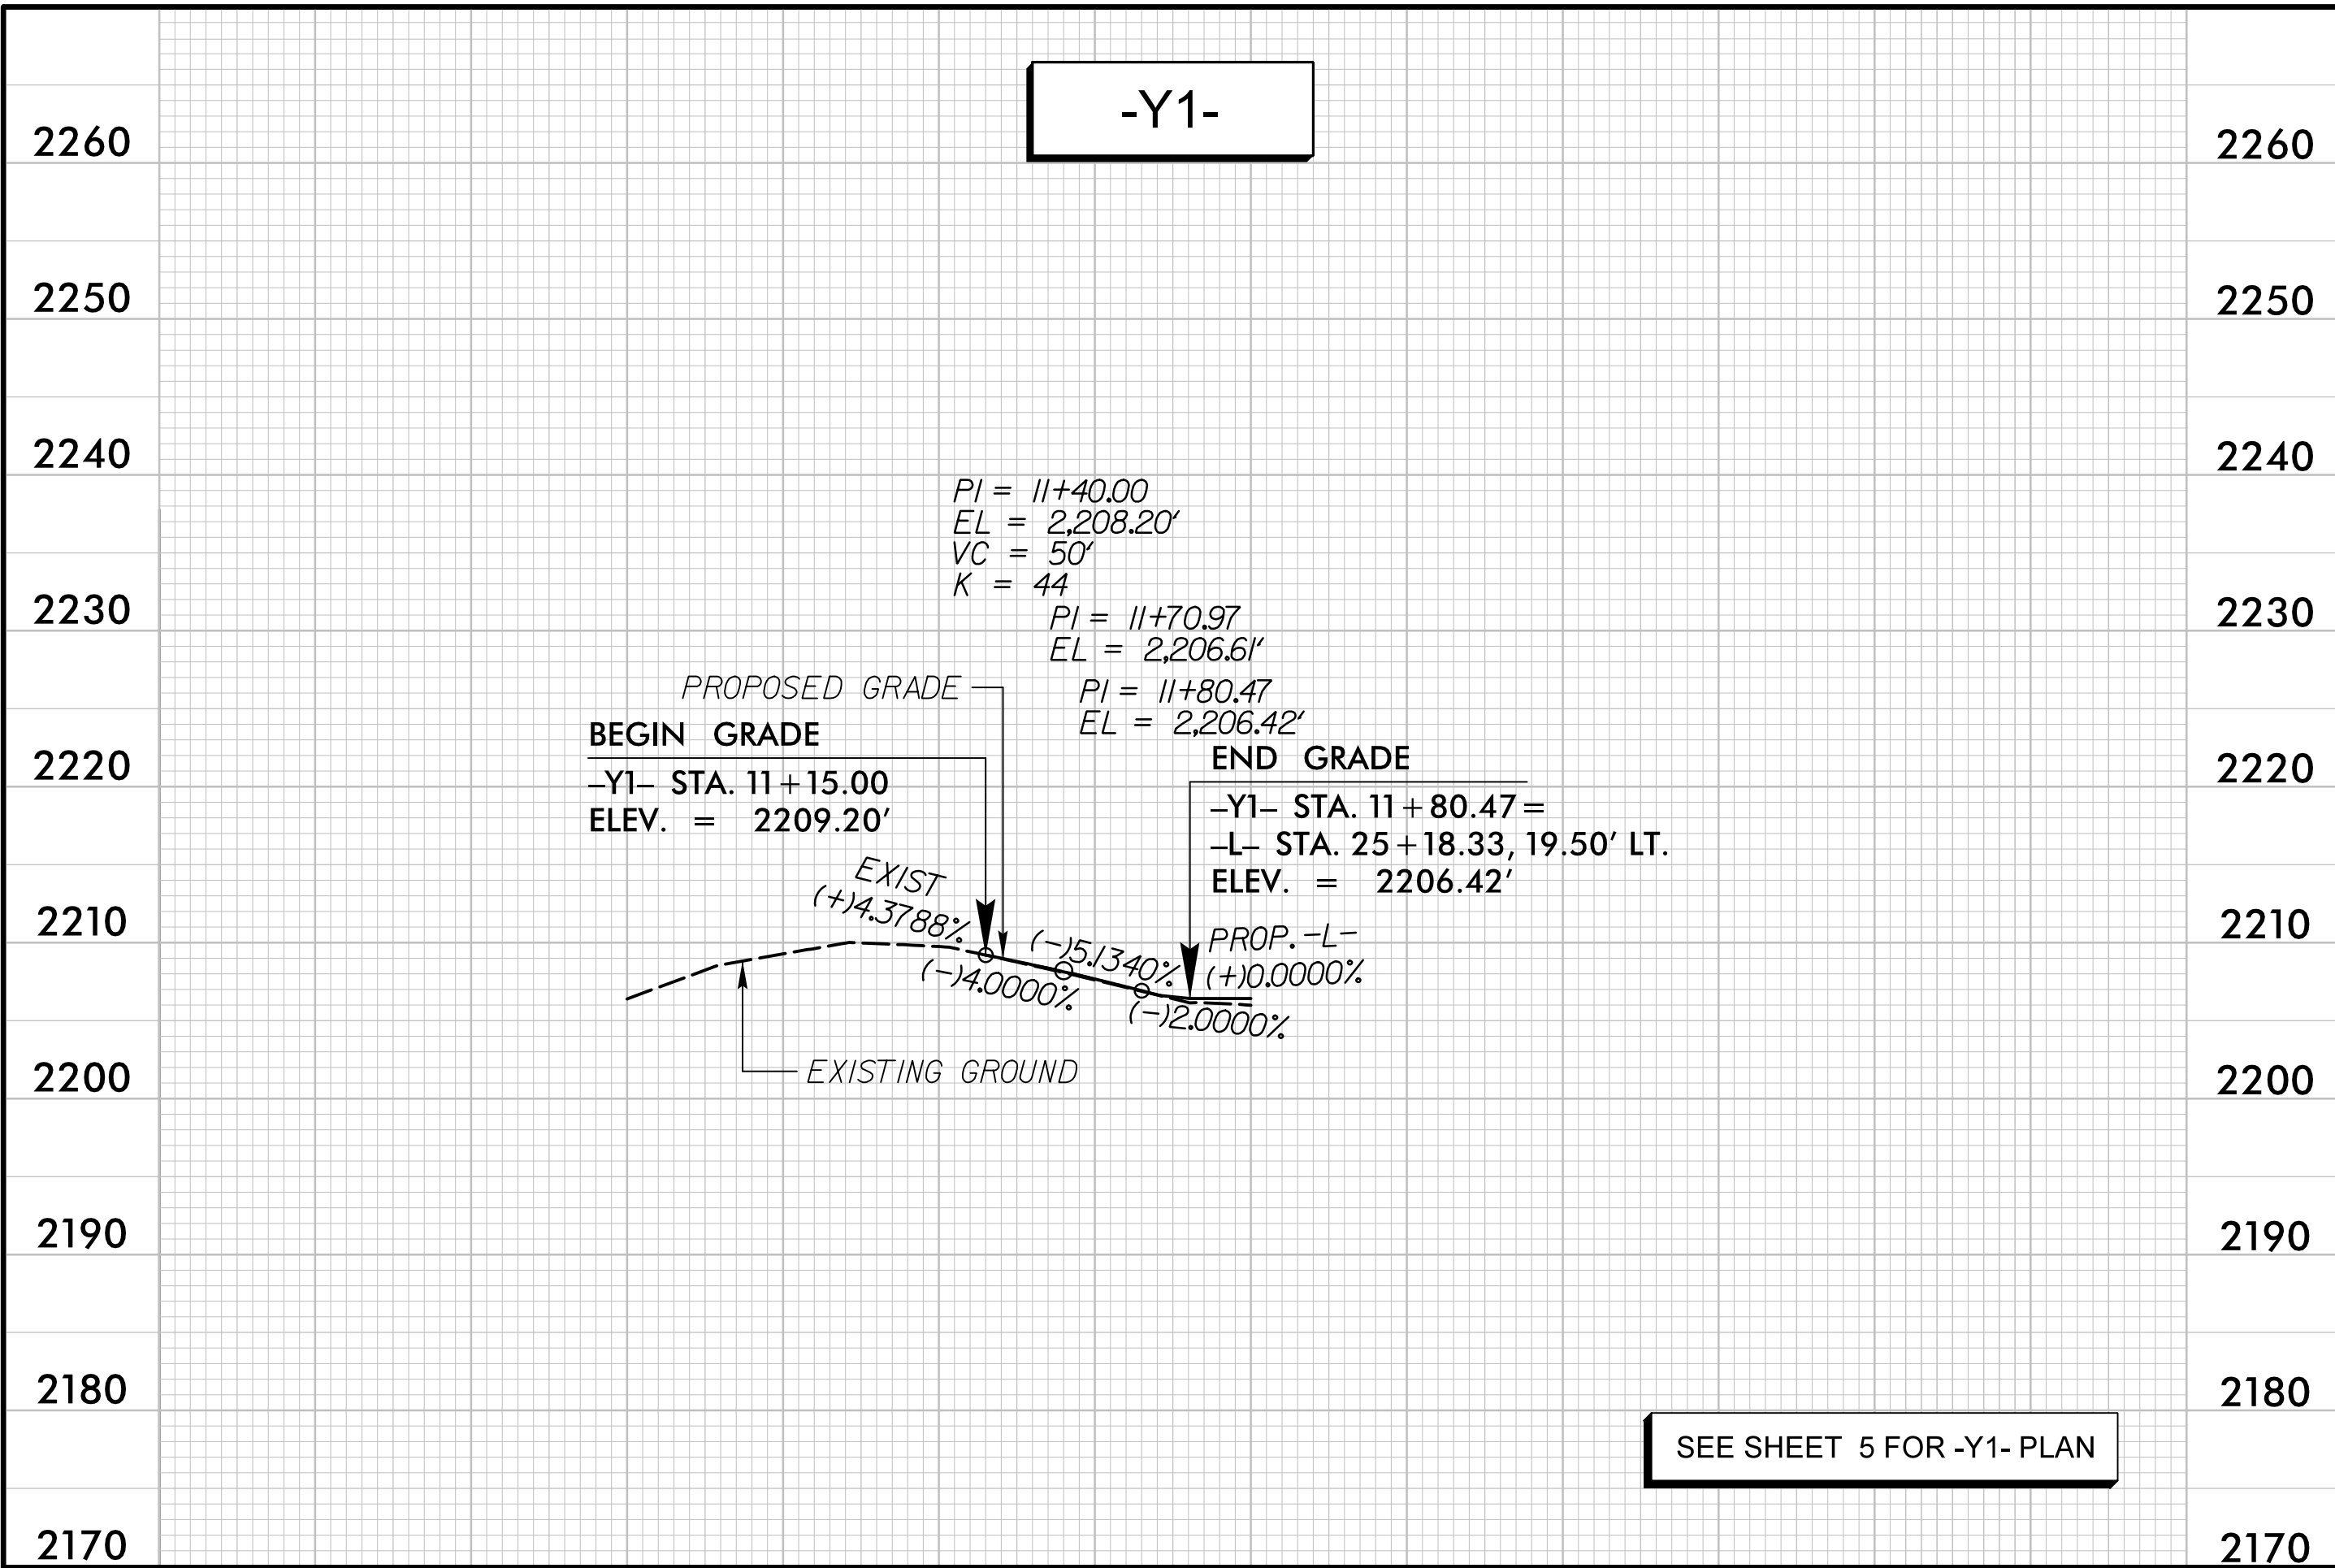 -Y1-
2260
2260
2250
2250
2240
2240
PI = 11+40.00
EL = 2,208.20'
VC = 50'
K = 44
2230
2230
PI = 11+70.97
EL = 2,206.61'
PROPOSED GRADE
PI = 11+80.47
EL = 2,206.42'
BEGIN GRADE
-Y1- STA. 11+15.00
ELEV. = 2209.20'
2220
2220
END GRADE
-Y1- STA. 11+80.47=
-L- STA. 25+18.33, 19.50' LT.
ELEV. = 2206.42'
EXIST
(+)4.3788%
2210
2210
(-)5.1340%
PROP. -L-
(+)0.0000%
(-)4.0000%
(-)2.0000%
EXISTING GROUND
2200
2200
2190
2190
2180
2180
SEE SHEET 5 FOR -Y1- PLAN
2170
2170